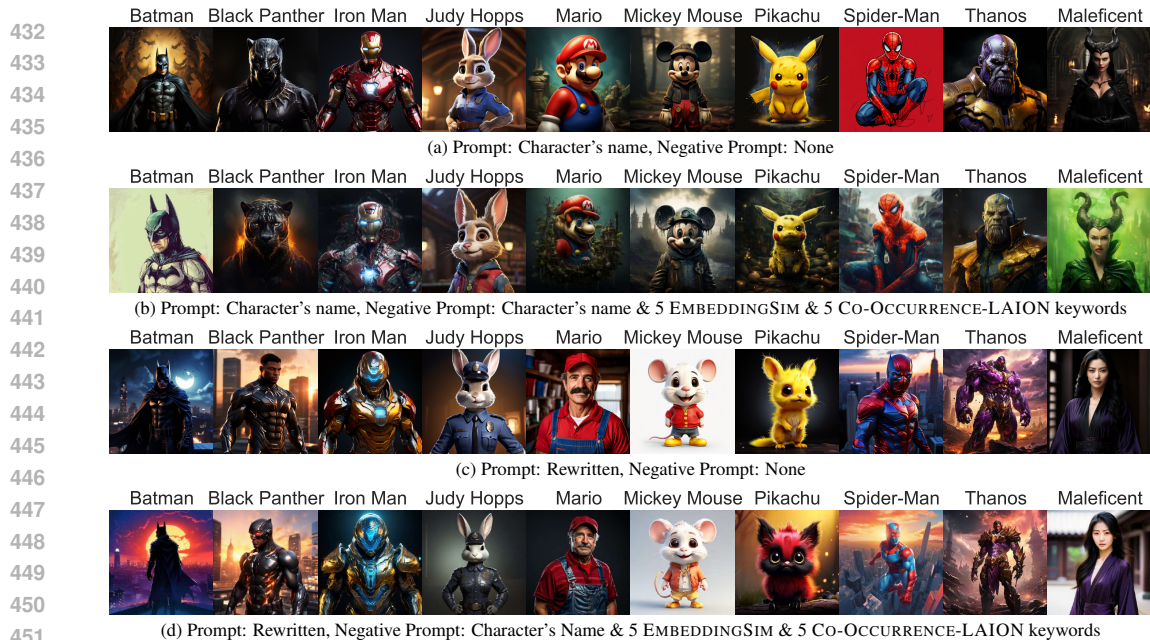 Batman Black Panther Iron Man Judy Hopps Mario Mickey Mouse Pikachu Spider-Man Thanos Maleficent
432
433
434
435
(a) Prompt: Character's name, Negative Prompt: None
436
437
Batman Black Panther Iron Man Judy Hopps Mario Mickey Mouse Pikachu Spider-Man Thanos Maleficent
438
439
440
(b) Prompt: Character's name, Negative Prompt: Character's name & 5 EMBEDDINGSIM & 5 CO-OCCURRENCE-LAION keywords
441
442
Batman Black Panther Iron Man Judy Hopps Mario Mickey Mouse Pikachu Spider-Man Thanos Maleficent
443
444
445
446
(c) Prompt: Rewritten, Negative Prompt: None
447
Batman Black Panther Iron Man Judy Hopps Mario Mickey Mouse Pikachu Spider-Man Thanos Maleficent
448
449
450
451
(d) Prompt: Rewritten, Negative Prompt: Character's Name & 5 EMBEDDINGSIM & 5 CO-OCCURRENCE-LAION keywords